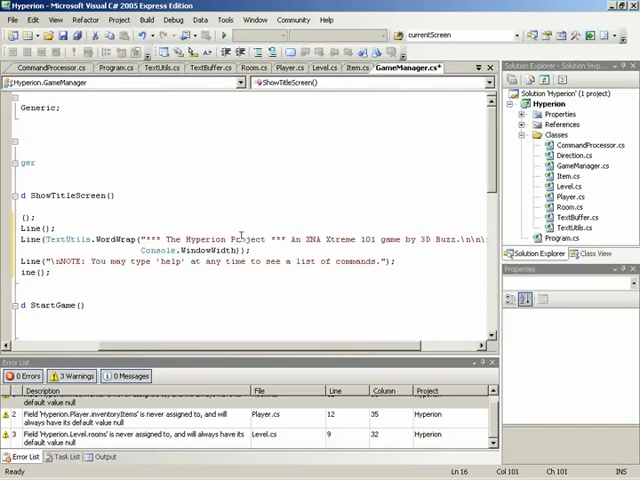 Hyperion - Microsoft Visual C# 2005 Express Edition
File Edit View Refactor Project Build Debug Data Tools Window Community Help
currentScreen
CommandProcessor.cs Program.cs TextUtils.cs TextBuffer.cs Room.cs Player.cs Level.cs Item.cs GameManager.cs*
Hyperion.GameManager ShowTitleScreen()
Generic;
ger
d ShowTitleScreen()
();
Line();
Line(TextUtils.WordWrap("*** The Hyperion Project *** An XNA Xtreme 101 game by 3D Buzz.\n\n\n
Console.WindowWidth));
Line("\nNOTE: You may type 'help' at any time to see a list of commands.");
ine();
d StartGame()
Solution Explorer - Solution 'Hyp...
Solution 'Hyperion' (1 project)
Hyperion
Properties
References
Classes
CommandProcessor.cs
Direction.cs
GameManager.cs
Item.cs
Level.cs
Player.cs
Room.cs
TextBuffer.cs
TextUtils.cs
Program.cs
Solution Explorer Class View
Properties
Error List
0 Errors 3 Warnings 0 Messages
Description File Line Column Project
default value null
2 Field 'Hyperion.Player.inventoryItems' is never assigned to, and will always have its default value null Player.cs 12 35 Hyperion
3 Field 'Hyperion.Level.rooms' is never assigned to, and will always have its default value null Level.cs 9 32 Hyperion
Error List Task List Output
Ready Ln 16 Col 101 Ch 101 INS